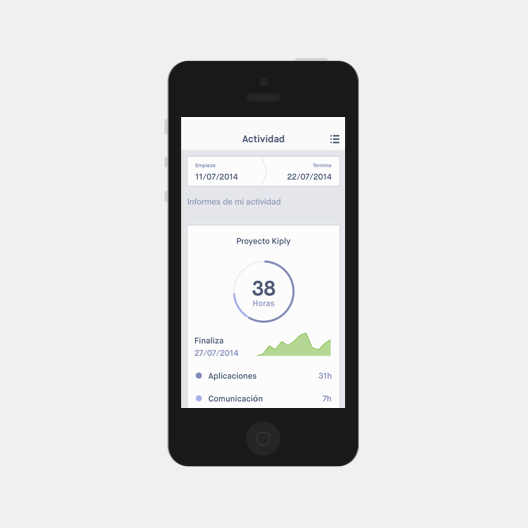 Actividad
Empieza
Termina
11/07/2014
22/07/2014
Informes de mi actividad
Proyecto Kiply
38
Horas
Finaliza
27/07/2014
Aplicaciones 31h
Comunicación 7h